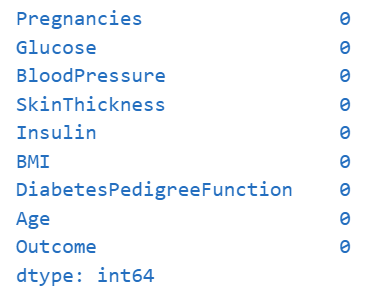 Pregnancies 0
Glucose 0
BloodPressure 0
SkinThickness 0
Insulin 0
BMI 0
DiabetesPedigreeFunction 0
Age 0
Outcome 0
dtype: int64